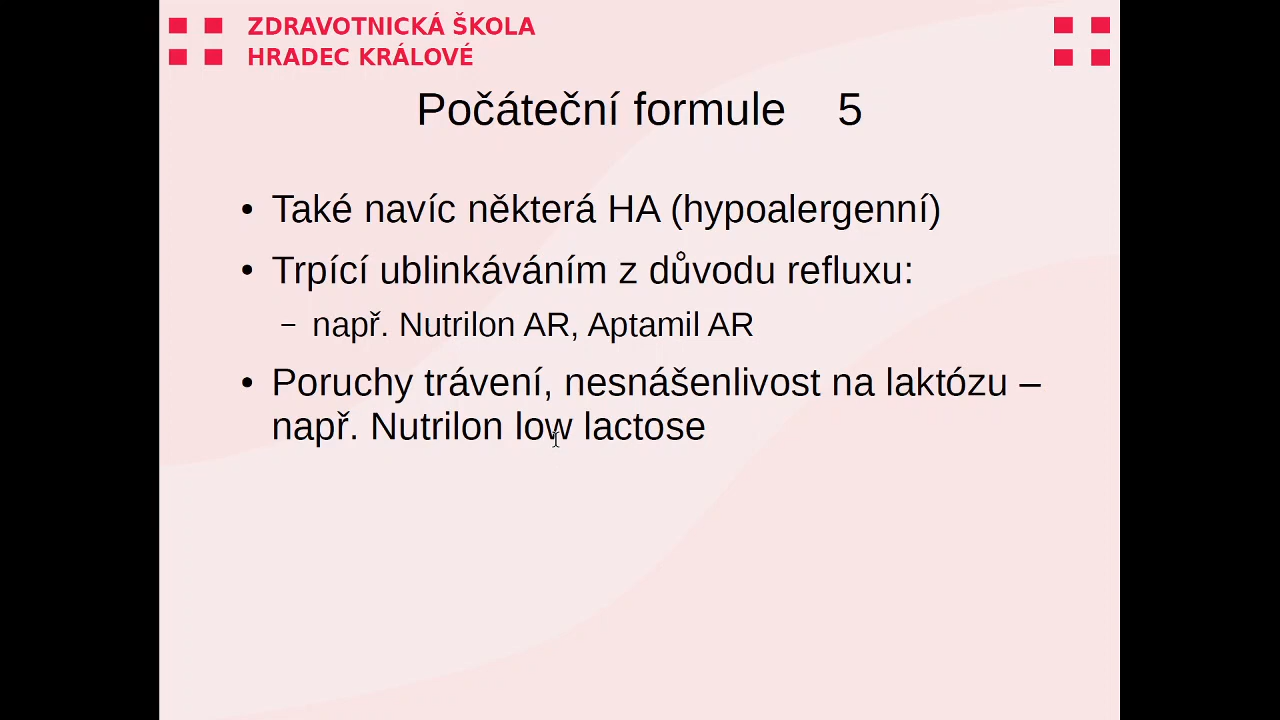 ZDRAVOTNICKÁ ŠKOLA
HRADEC KRÁLOVÉ
Počáteční formule 5
• Také navíc některá HA (hypoalergenní)
• Trpící ublinkáváním z důvodu refluxu:
– např. Nutrilon AR, Aptamil AR
• Poruchy trávení, nesnášenlivost na laktózu –
např. Nutrilon low lactose